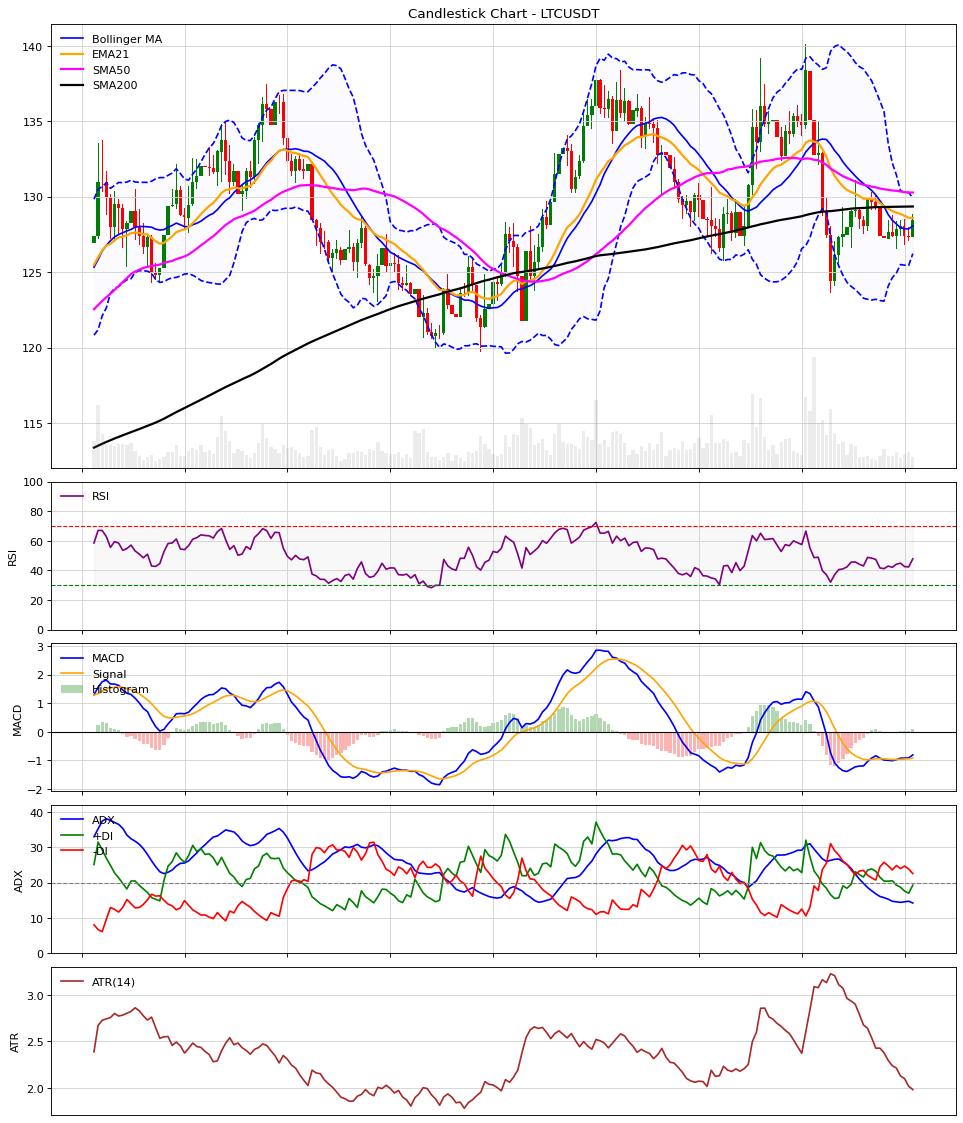 Candlestick Chart - LTCUSDT
Bollinger MA
EMA21
SMA50
SMA200
140
135
130
125
120
115
RSI
100
80
60
40
20
0
RSI
MACD
Signal
Histogram
3
2
1
0
−1
−2
MACD
ADX
+DI
-DI
40
30
20
10
0
ADX
ATR(14)
3.0
2.5
2.0
ATR